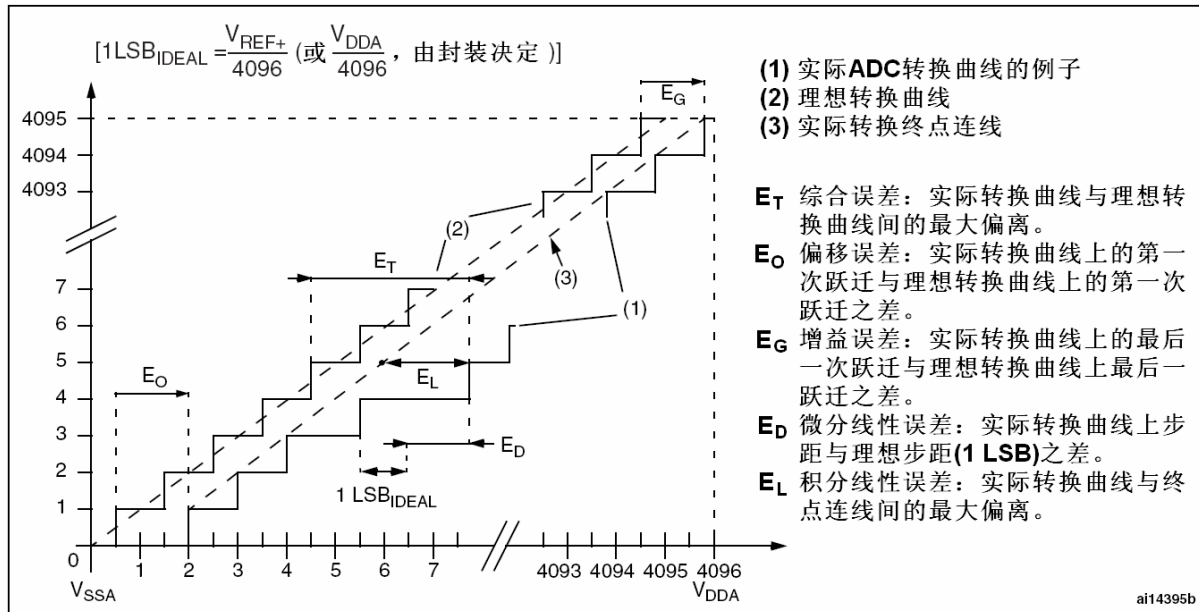 [1LSB_IDEAL = V_REF+ / 4096 (或 V_DDA / 4096 ，由封装决定 )]
(1) 实际ADC转换曲线的例子
(2) 理想转换曲线
(3) 实际转换终点连线
E_T 综合误差：实际转换曲线与理想转
换曲线间的最大偏离。
E_O 偏移误差：实际转换曲线上的第一
次跃迁与理想转换曲线上的第一次
跃迁之差。
E_G 增益误差：实际转换曲线上的最后
一次跃迁与理想转换曲线上最后一
跃迁之差。
E_D 微分线性误差：实际转换曲线上步
距与理想步距(1 LSB)之差。
E_L 积分线性误差：实际转换曲线与终
点连线间的最大偏离。
E_G
4095
4094
4093
(2)
E_T
(3)
7
(1)
6
5
E_O
E_L
4
3
E_D
2
1 LSB_IDEAL
1
0
1 2 3 4 5 6 7 4093 4094 4095 4096
V_SSA
V_DDA
ai14395b